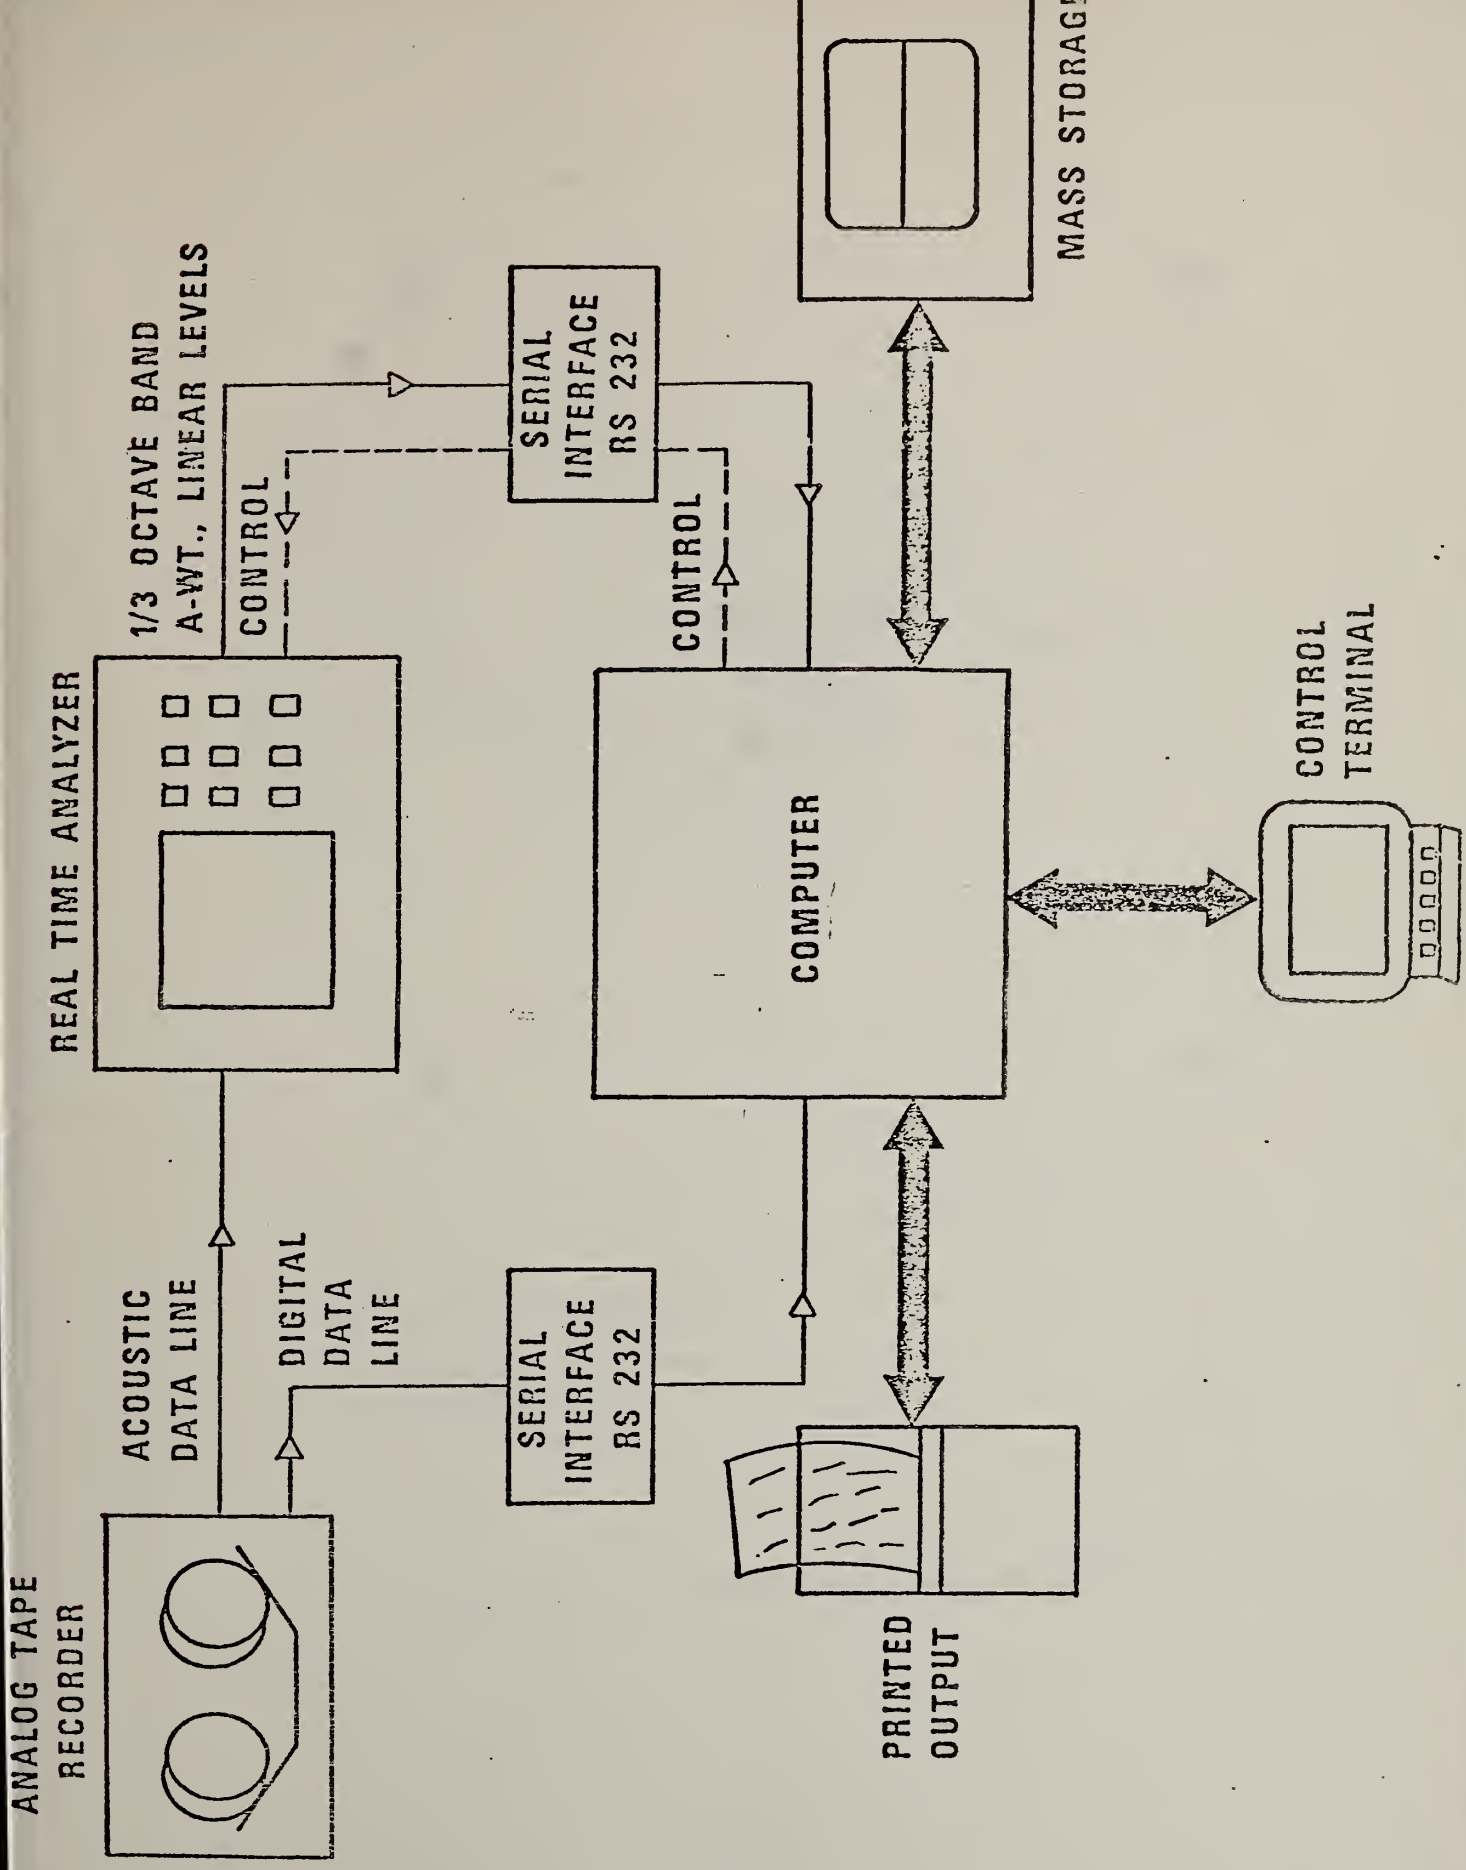 ANALOG TAPE
RECORDER
ACOUSTIC
DATA LINE
DIGITAL
DATA
LINE
REAL TIME ANALYZER
1/3 OCTAVE BAND
A-WT., LINEAR LEVELS
CONTROL
SERIAL
INTERFACE
RS 232
SERIAL
INTERFACE
RS 232
CONTROL
COMPUTER
PRINTED
OUTPUT
CONTROL
TERMINAL
MASS STORAGE